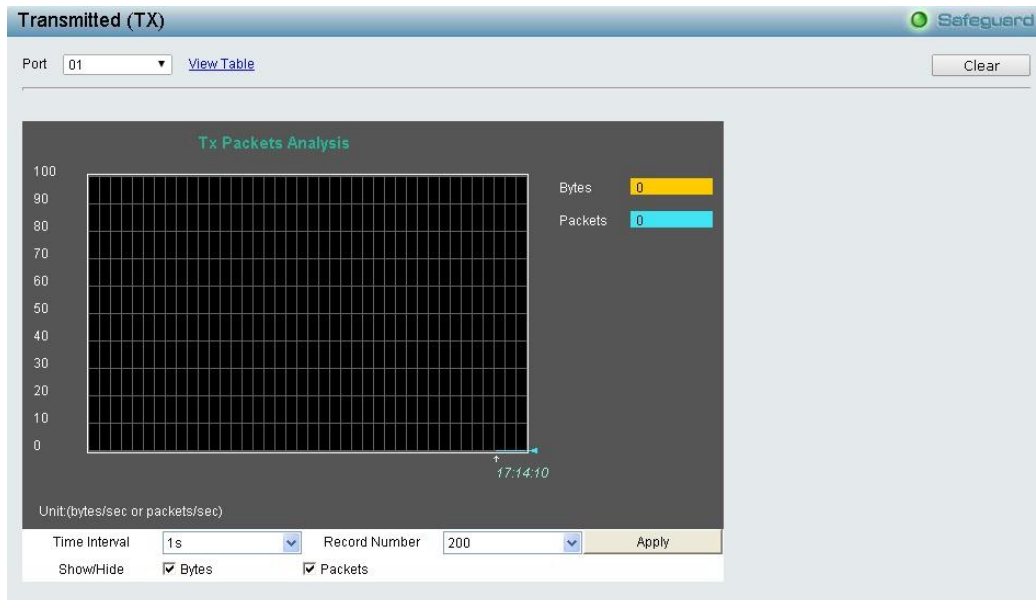 Transmitted (TX)
Safeguard
Port 01 View Table
Clear
Tx Packets Analysis
100
90
80
70
60
50
40
30
20
10
0
Bytes 0
Packets 0
17:14:10
Unit:(bytes/sec or packets/sec)
Time Interval 1s Record Number 200 Apply
Show/Hide Bytes Packets